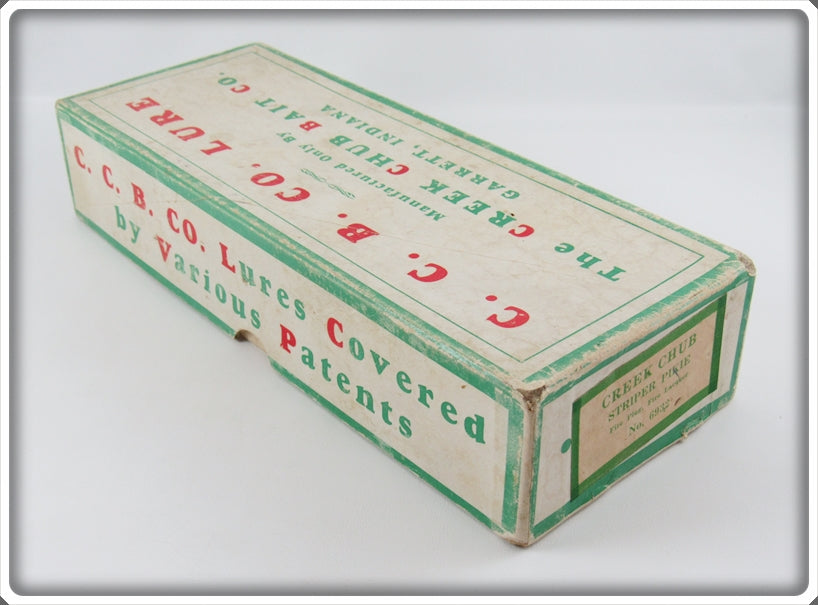 C. C. B. CO. LURE
Manufactured Only By
The CREEK CHUB BAIT CO.
GARRETT, INDIANA
C. C. B. CO. Lures Covered
by Various Patents
CREEK CHUB
STRIPER PIKIE
No. 6932